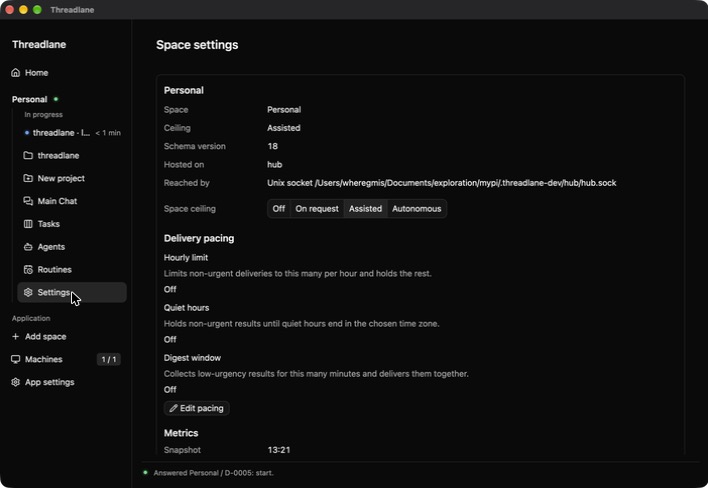 Threadlane
Threadlane
Home
Personal
In progress
threadlane - l... < 1 min
threadlane
New project
Main Chat
Tasks
Agents
Routines
Settings
Application
Add space
Machines 1 / 1
App settings
Space settings
Personal
Space Personal
Ceiling Assisted
Schema version 18
Hosted on hub
Reached by Unix socket /Users/wheregmis/Documents/exploration/mypi/.threadlane-dev/hub/hub.sock
Space ceiling Off On request Assisted Autonomous
Delivery pacing
Hourly limit
Limits non-urgent deliveries to this many per hour and holds the rest.
Off
Quiet hours
Holds non-urgent results until quiet hours end in the chosen time zone.
Off
Digest window
Collects low-urgency results for this many minutes and delivers them together.
Off
Edit pacing
Metrics
Snapshot 13:21
Answered Personal / D-0005: start.